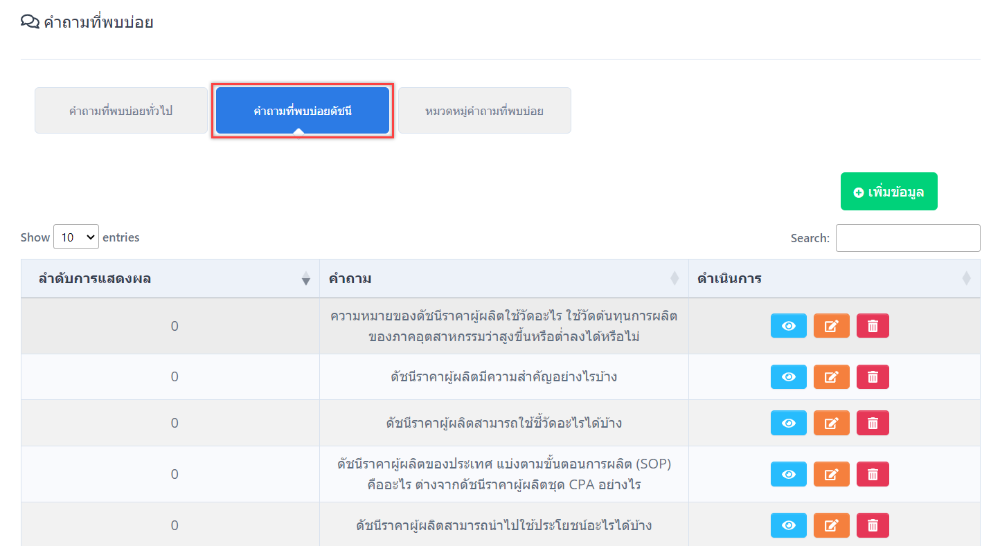 คำถามที่พบบ่อย
คำถามที่พบบ่อยทั่วไป
คำถามที่พบบ่อยดัชนี
หมวดหมู่คำถามที่พบบ่อย
เพิ่มข้อมูล
Show 10 entries
Search:
ลำดับการแสดงผล
คำถาม
ดำเนินการ
0
ความหมายของดัชนีราคาผู้ผลิตใช้วัดอะไร ใช้วัดต้นทุนการผลิต
ของภาคอุตสาหกรรมว่าสูงขึ้นหรือต่ำลงได้หรือไม่
0
ดัชนีราคาผู้ผลิตมีความสำคัญอย่างไรบ้าง
0
ดัชนีราคาผู้ผลิตสามารถใช้ชี้วัดอะไรได้บ้าง
0
ดัชนีราคาผู้ผลิตของประเทศ แบ่งตามขั้นตอนการผลิต (SOP)
คืออะไร ต่างจากดัชนีราคาผู้ผลิตชุด CPA อย่างไร
0
ดัชนีราคาผู้ผลิตสามารถนำไปใช้ประโยชน์อะไรได้บ้าง